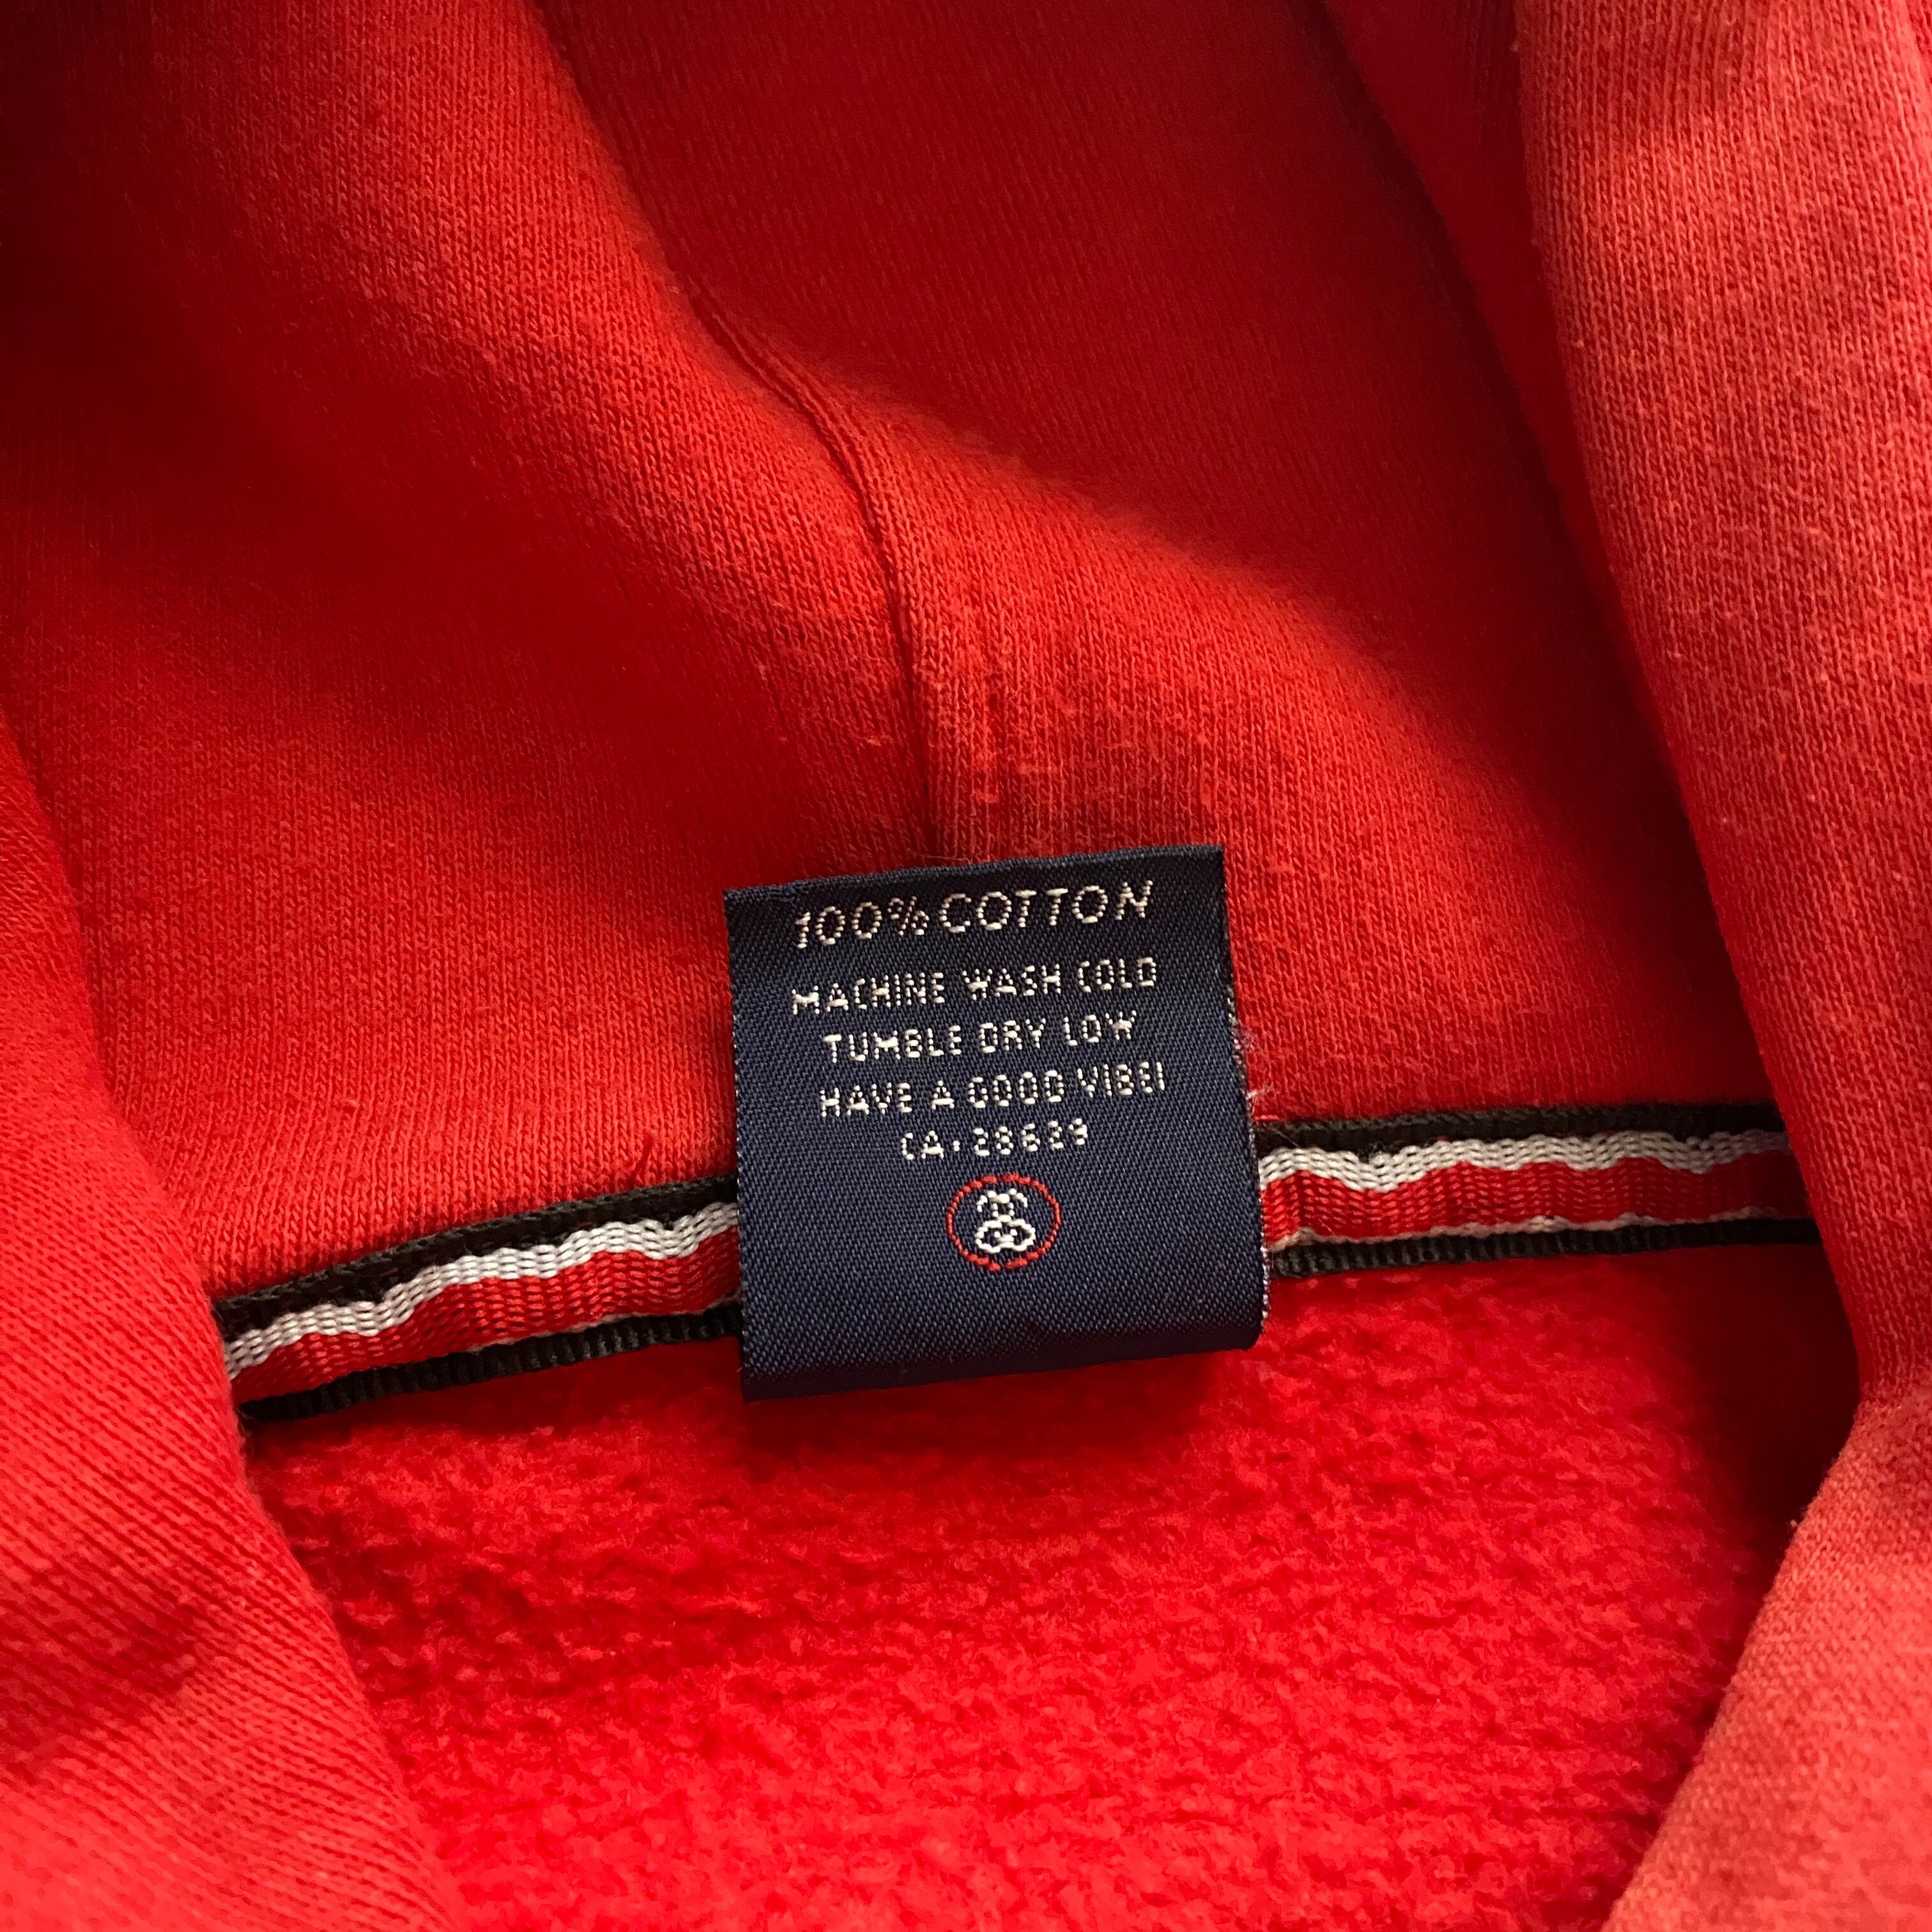 100% COTTON
MACHINE WASH COLD
TUMBLE DRY LOW
HAVE A GOOD VIBE!
CA·28629